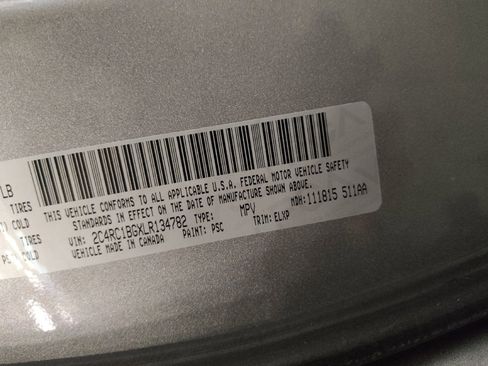 LB
TIRES
COLD
TIRES
COLD
THIS VEHICLE CONFORMS TO ALL APPLICABLE U.S.A. FEDERAL MOTOR VEHICLE SAFETY
STANDARDS IN EFFECT ON THE DATE OF MANUFACTURE SHOWN ABOVE.
VIN: 2C4RC1BGXLR134782 TYPE: MPV MDH: 111815 511AA
VEHICLE MADE IN CANADA PAINT: PSC TRIM: ELXP